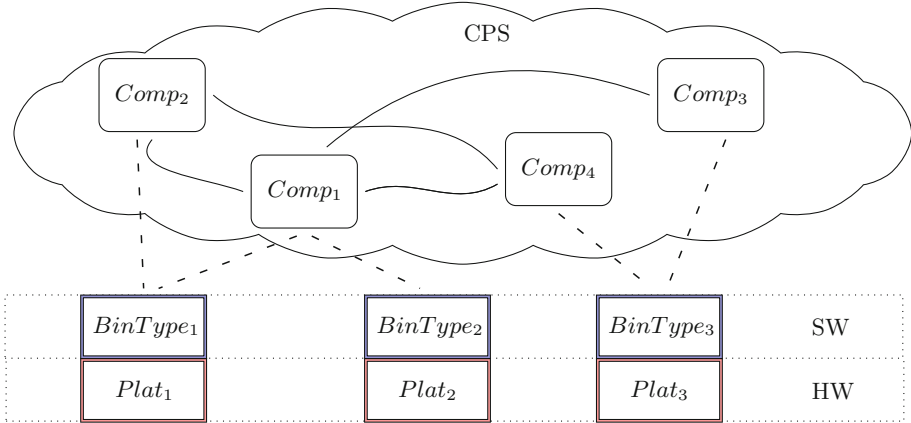 CPS
Comp₂
Comp₃
Comp₁
Comp₄
BinType₁ BinType₂ BinType₃ SW
Plat₁ Plat₂ Plat₃ HW